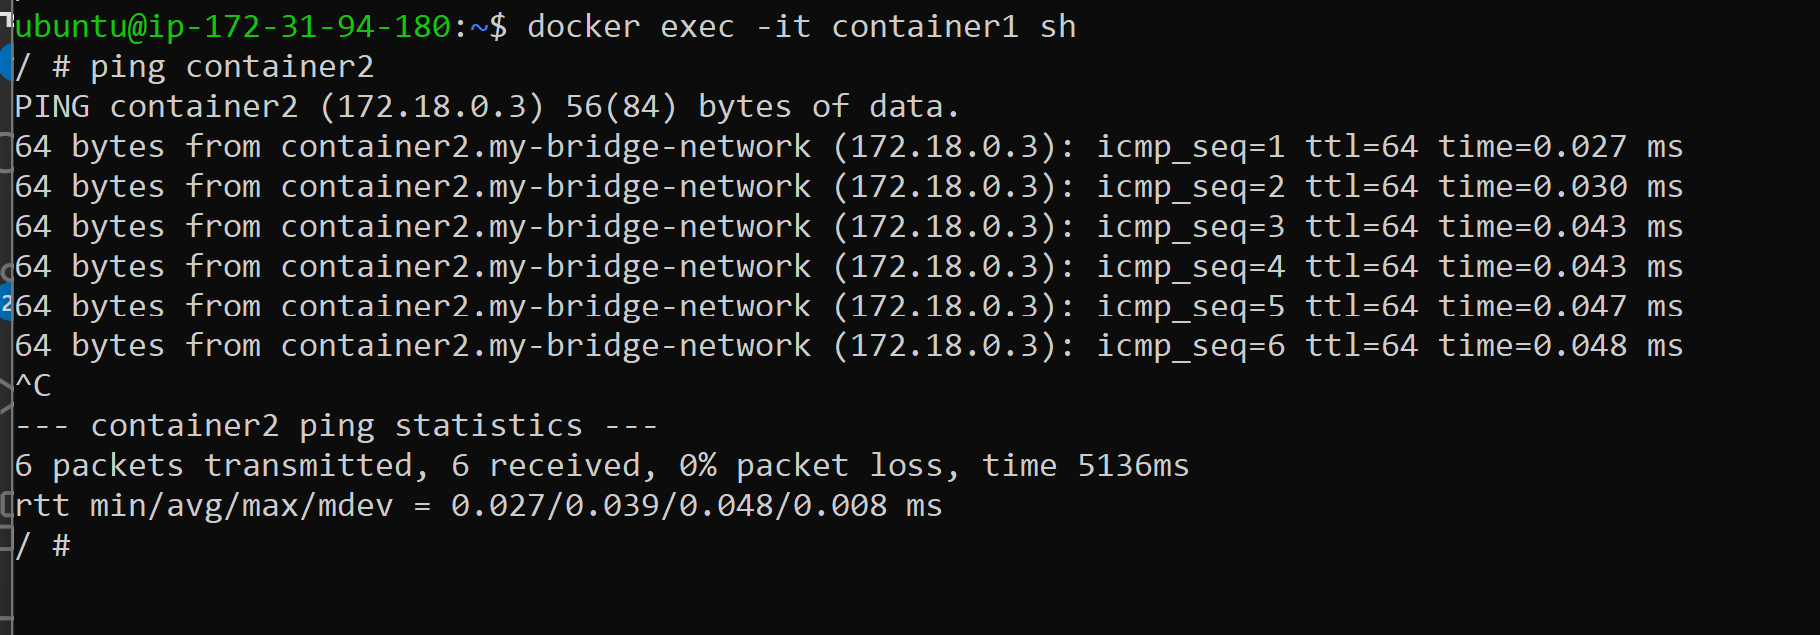 ubuntu@ip-172-31-94-180:~$ docker exec -it container1 sh
/ # ping container2
PING container2 (172.18.0.3) 56(84) bytes of data.
64 bytes from container2.my-bridge-network (172.18.0.3): icmp_seq=1 ttl=64 time=0.027 ms
64 bytes from container2.my-bridge-network (172.18.0.3): icmp_seq=2 ttl=64 time=0.030 ms
64 bytes from container2.my-bridge-network (172.18.0.3): icmp_seq=3 ttl=64 time=0.043 ms
64 bytes from container2.my-bridge-network (172.18.0.3): icmp_seq=4 ttl=64 time=0.043 ms
64 bytes from container2.my-bridge-network (172.18.0.3): icmp_seq=5 ttl=64 time=0.047 ms
64 bytes from container2.my-bridge-network (172.18.0.3): icmp_seq=6 ttl=64 time=0.048 ms
^C
--- container2 ping statistics ---
6 packets transmitted, 6 received, 0% packet loss, time 5136ms
rtt min/avg/max/mdev = 0.027/0.039/0.048/0.008 ms
/ #